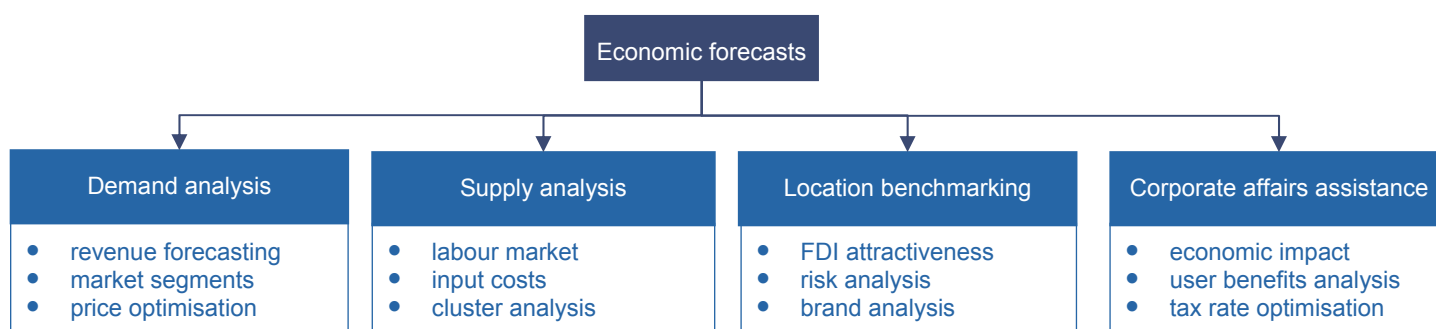 Economic forecasts
Demand analysis
• revenue forecasting
• market segments
• price optimisation
Supply analysis
• labour market
• input costs
• cluster analysis
Location benchmarking
• FDI attractiveness
• risk analysis
• brand analysis
Corporate affairs assistance
• economic impact
• user benefits analysis
• tax rate optimisation